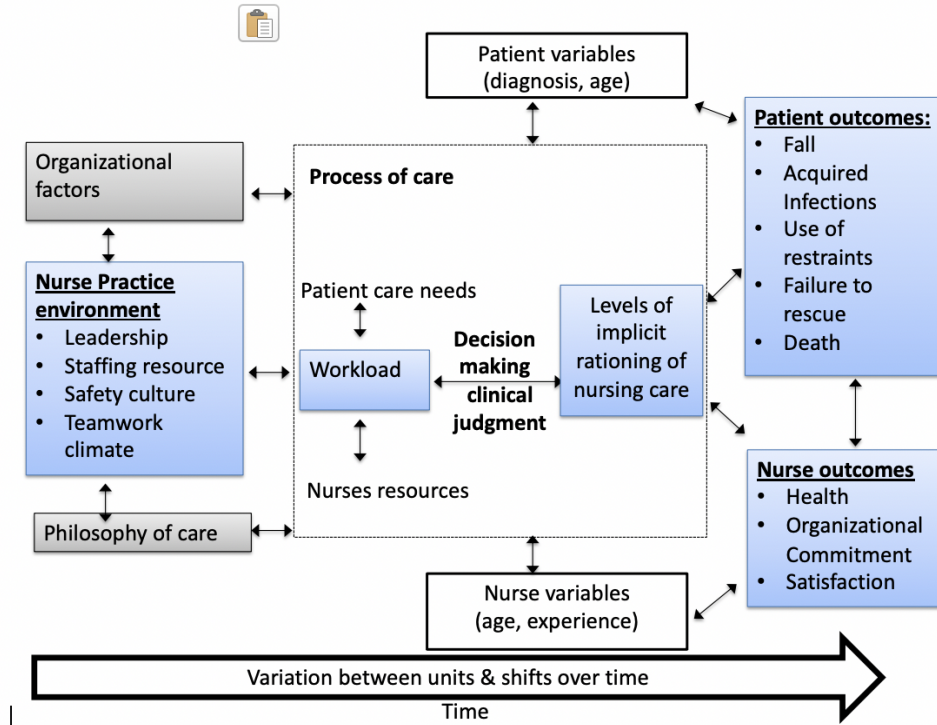 Patient variables
(diagnosis, age)
Organizational
factors
Nurse Practice
environment
• Leadership
• Staffing resource
• Safety culture
• Teamwork
climate
Philosophy of care
Process of care
Patient care needs
Workload
Nurses resources
Decision
making
clinical
judgment
Levels of
implicit
rationing of
nursing care
Patient outcomes:
• Fall
• Acquired
Infections
• Use of
restraints
• Failure to
rescue
• Death
Nurse outcomes
• Health
• Organizational
Commitment
• Satisfaction
Nurse variables
(age, experience)
Variation between units & shifts over time
Time